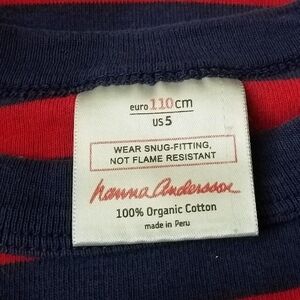 euro 110cm
US 5
WEAR SNUG-FITTING,
NOT FLAME RESISTANT
hanna Andersson
100% Organic Cotton
made in Peru